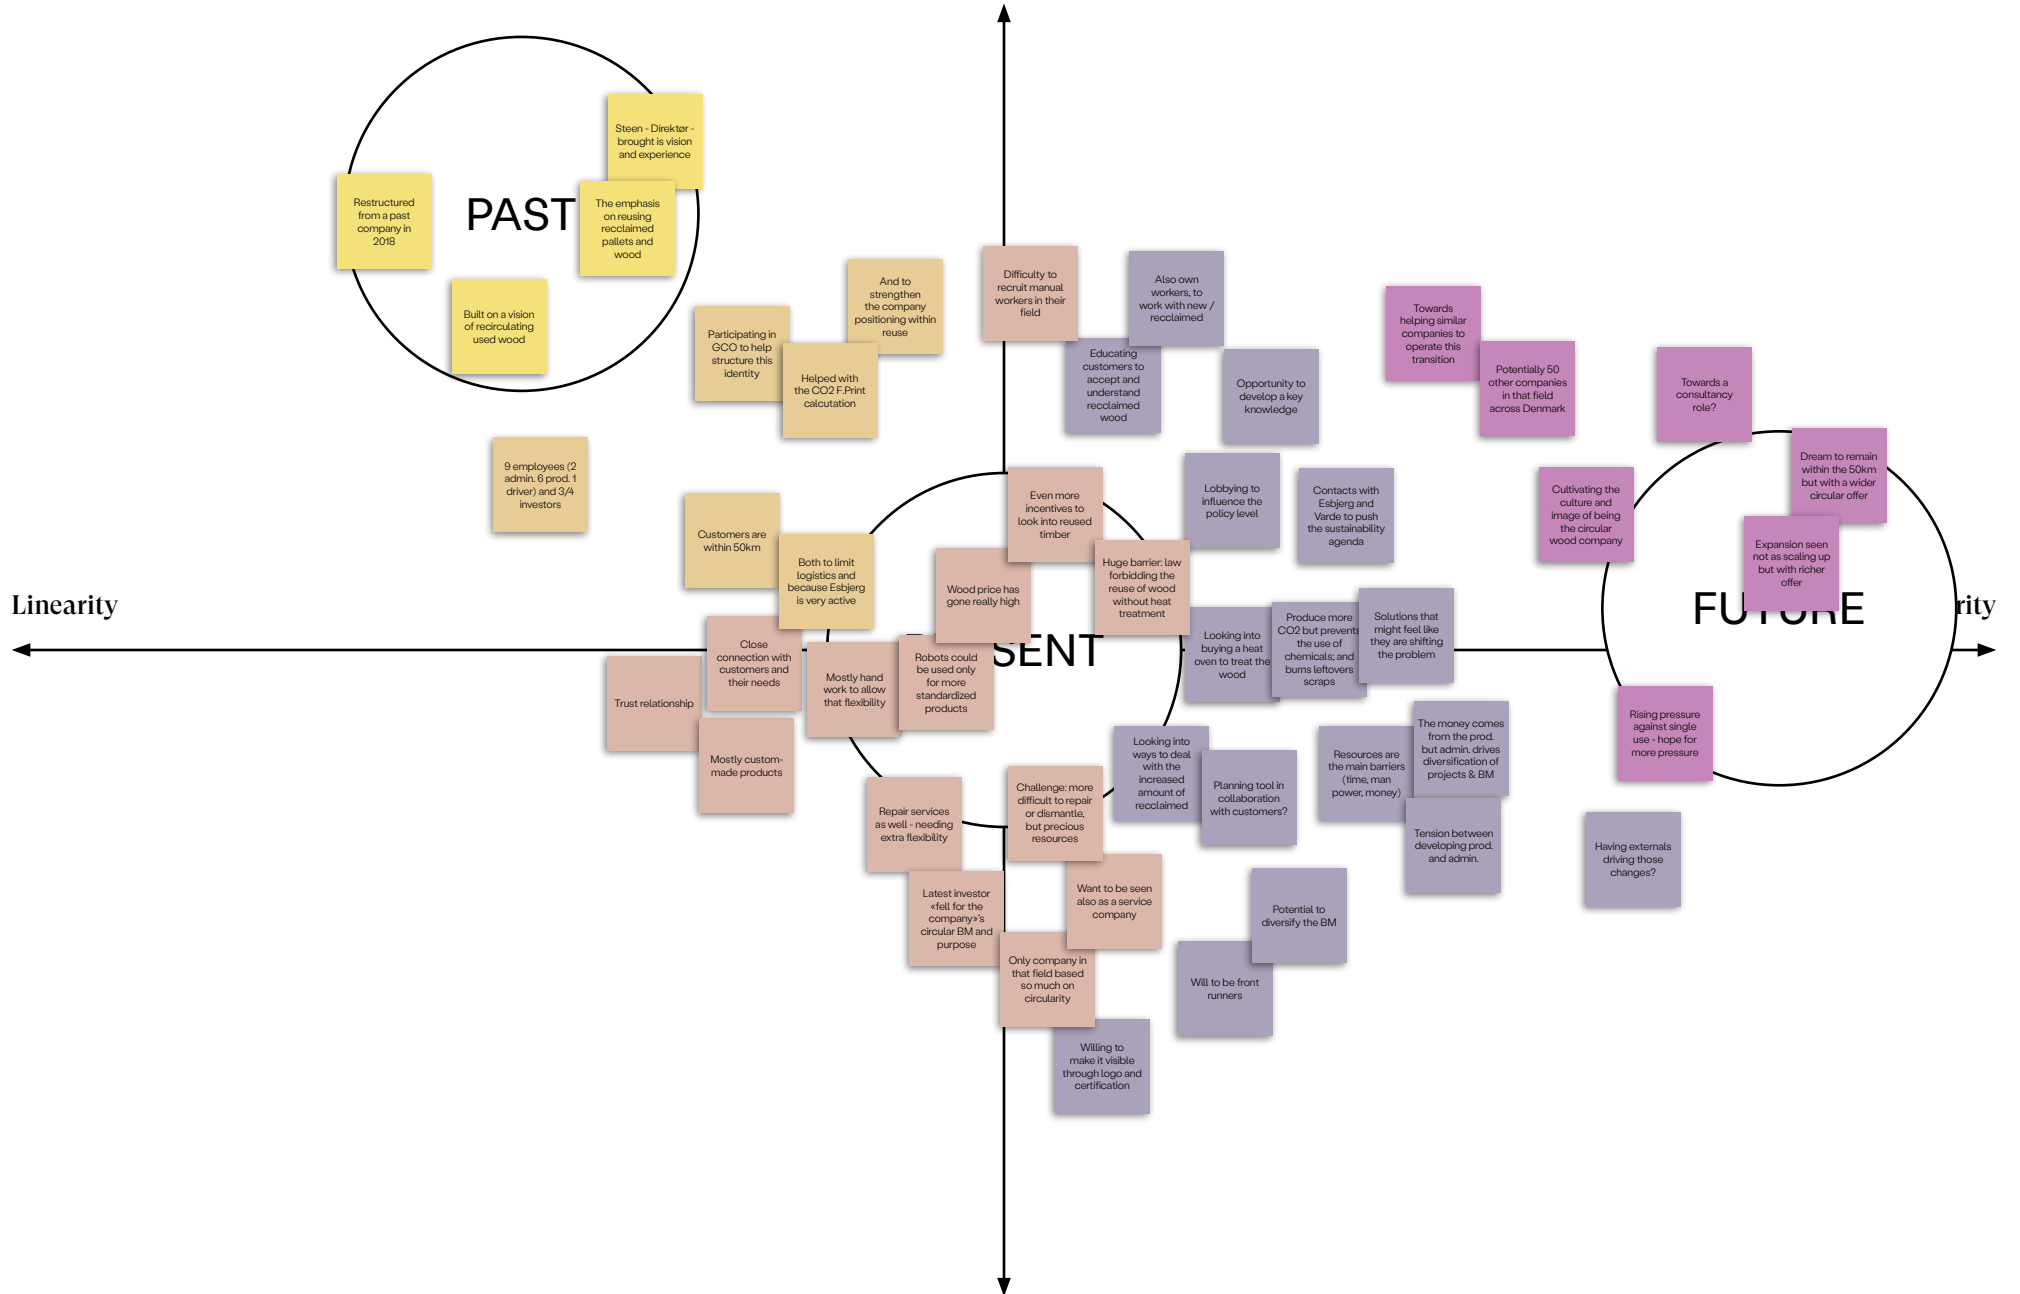 Steen - Direktør -
brought is vision
and experience
Restructured
from a past
company in
2018
PAST
The emphasis
on reusing
recclaimed
pallets and
wood
Built on a vision
of recirculating
used wood
And to
strengthen
the company
positioning within
reuse
Participating in
GCO to help
structure this
identity
Helped with
the CO2 F.Print
calcutation
9 employees (2
admin. 6 prod. 1
driver) and 3/4
investors
Customers are
within 50km
Both to limit
logistics and
because Esbjerg
is very active
Difficulty to
recruit manual
workers in their
field
Also own
workers, to
work with new /
recclaimed
Educating
customers to
accept and
understand
recclaimed
wood
Opportunity to
develop a key
knowledge
Towards
helping similar
companies to
operate this
transition
Potentially 50
other companies
in that field
across Denmark
Towards a
consultancy
role?
Dream to remain
within the 50km
but with a wider
circular offer
Cultivating the
culture and
image of being
the circular
wood company
Expansion seen
not as scaling up
but with richer
offer
Even more
incentives to
look into reused
timber
Lobbying to
influence the
policy level
Contacts with
Esbjerg and
Varde to push
the sustainability
agenda
Wood price has
gone really high
Huge barrier: law
forbidding the
reuse of wood
without heat
treatment
Linearity
FUTURE
rity
SENT
Looking into
buying a heat
oven to treat the
wood
Produce more
CO2 but prevents
the use of
chemicals; and
burns leftovers
scraps
Solutions that
might feel like
they are shifting
the problem
Close
connection with
customers and
their needs
Trust relationship
Mostly hand
work to allow
that flexibility
Robots could
be used only
for more
standardized
products
Mostly custom-
made products
Repair services
as well - needing
extra flexibility
Challenge: more
difficult to repair
or dismantle,
but precious
resources
Looking into
ways to deal
with the
increased
amount of
recclaimed
Planning tool in
collaboration
with customers?
Resources are
the main barriers
(time, man
power, money)
The money comes
from the prod.
but admin. drives
diversification of
projects & BM
Tension between
developing prod.
and admin.
Rising pressure
against single
use - hope for
more pressure
Having externals
driving those
changes?
Latest investor
«fell for the
company»'s
circular BM and
purpose
Want to be seen
also as a service
company
Only company in
that field based
so much on
circularity
Potential to
diversify the BM
Will to be front
runners
Willing to
make it visible
through logo and
certification